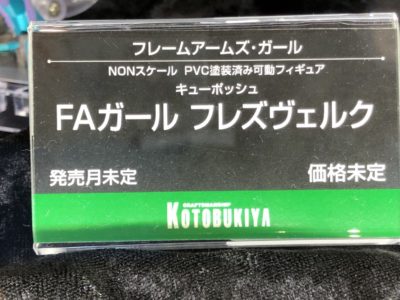 フレームアームズ・ガール
NONスケール PVC塗装済み可動フィギュア
キューポッシュ
FAガール フレズヴェルク
発売月未定
価格未定
CRAFTSMANSHIP
KOTOBUKIYA